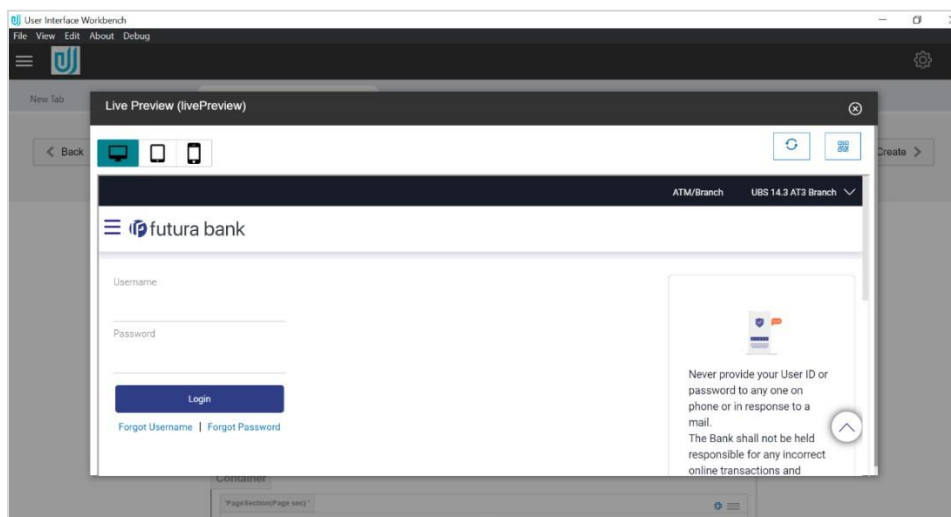 User Interface Workbench
File View Edit About Debug
New Tab
Live Preview (livePreview)
Back
Create
ATM/Branch UBS 14.3 AT3 Branch
futura bank
Username
Password
Login
Forgot Username | Forgot Password
Never provide your User ID or
password to any one on
phone or in response to a
mail.
The Bank shall not be held
responsible for any incorrect
online transactions and
Container
'PageSection(Page sec) '